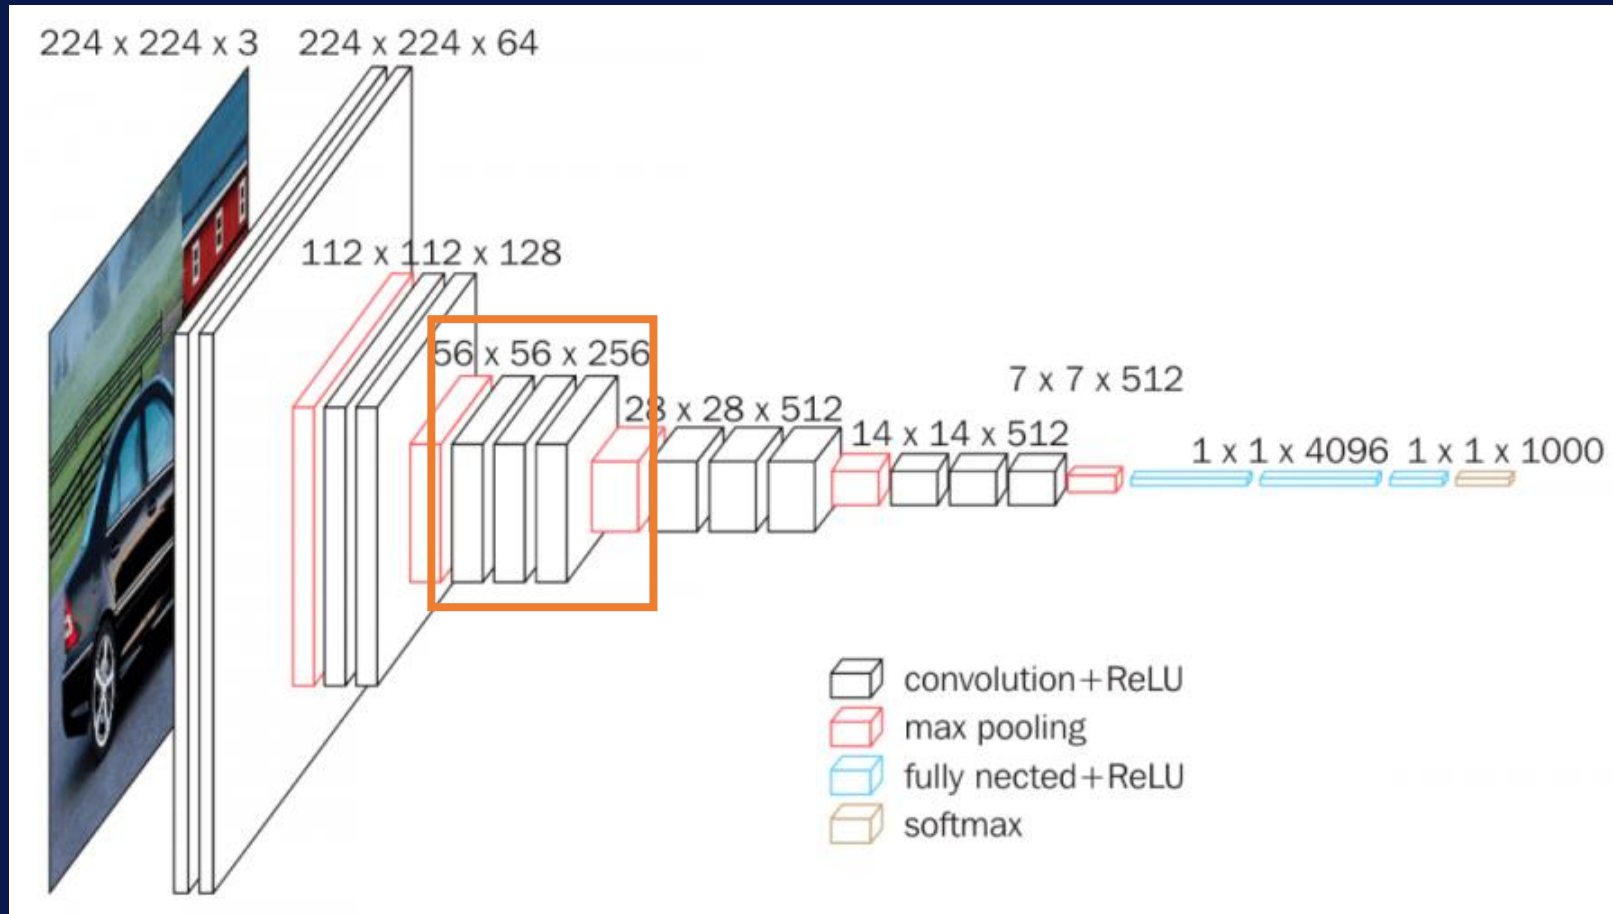 224 x 224 x 3
224 x 224 x 64
112 x 112 x 128
56 x 56 x 256
28 x 28 x 512
14 x 14 x 512
7 x 7 x 512
1 x 1 x 4096
1 x 1 x 1000
convolution+ReLU
max pooling
fully nected+ReLU
softmax